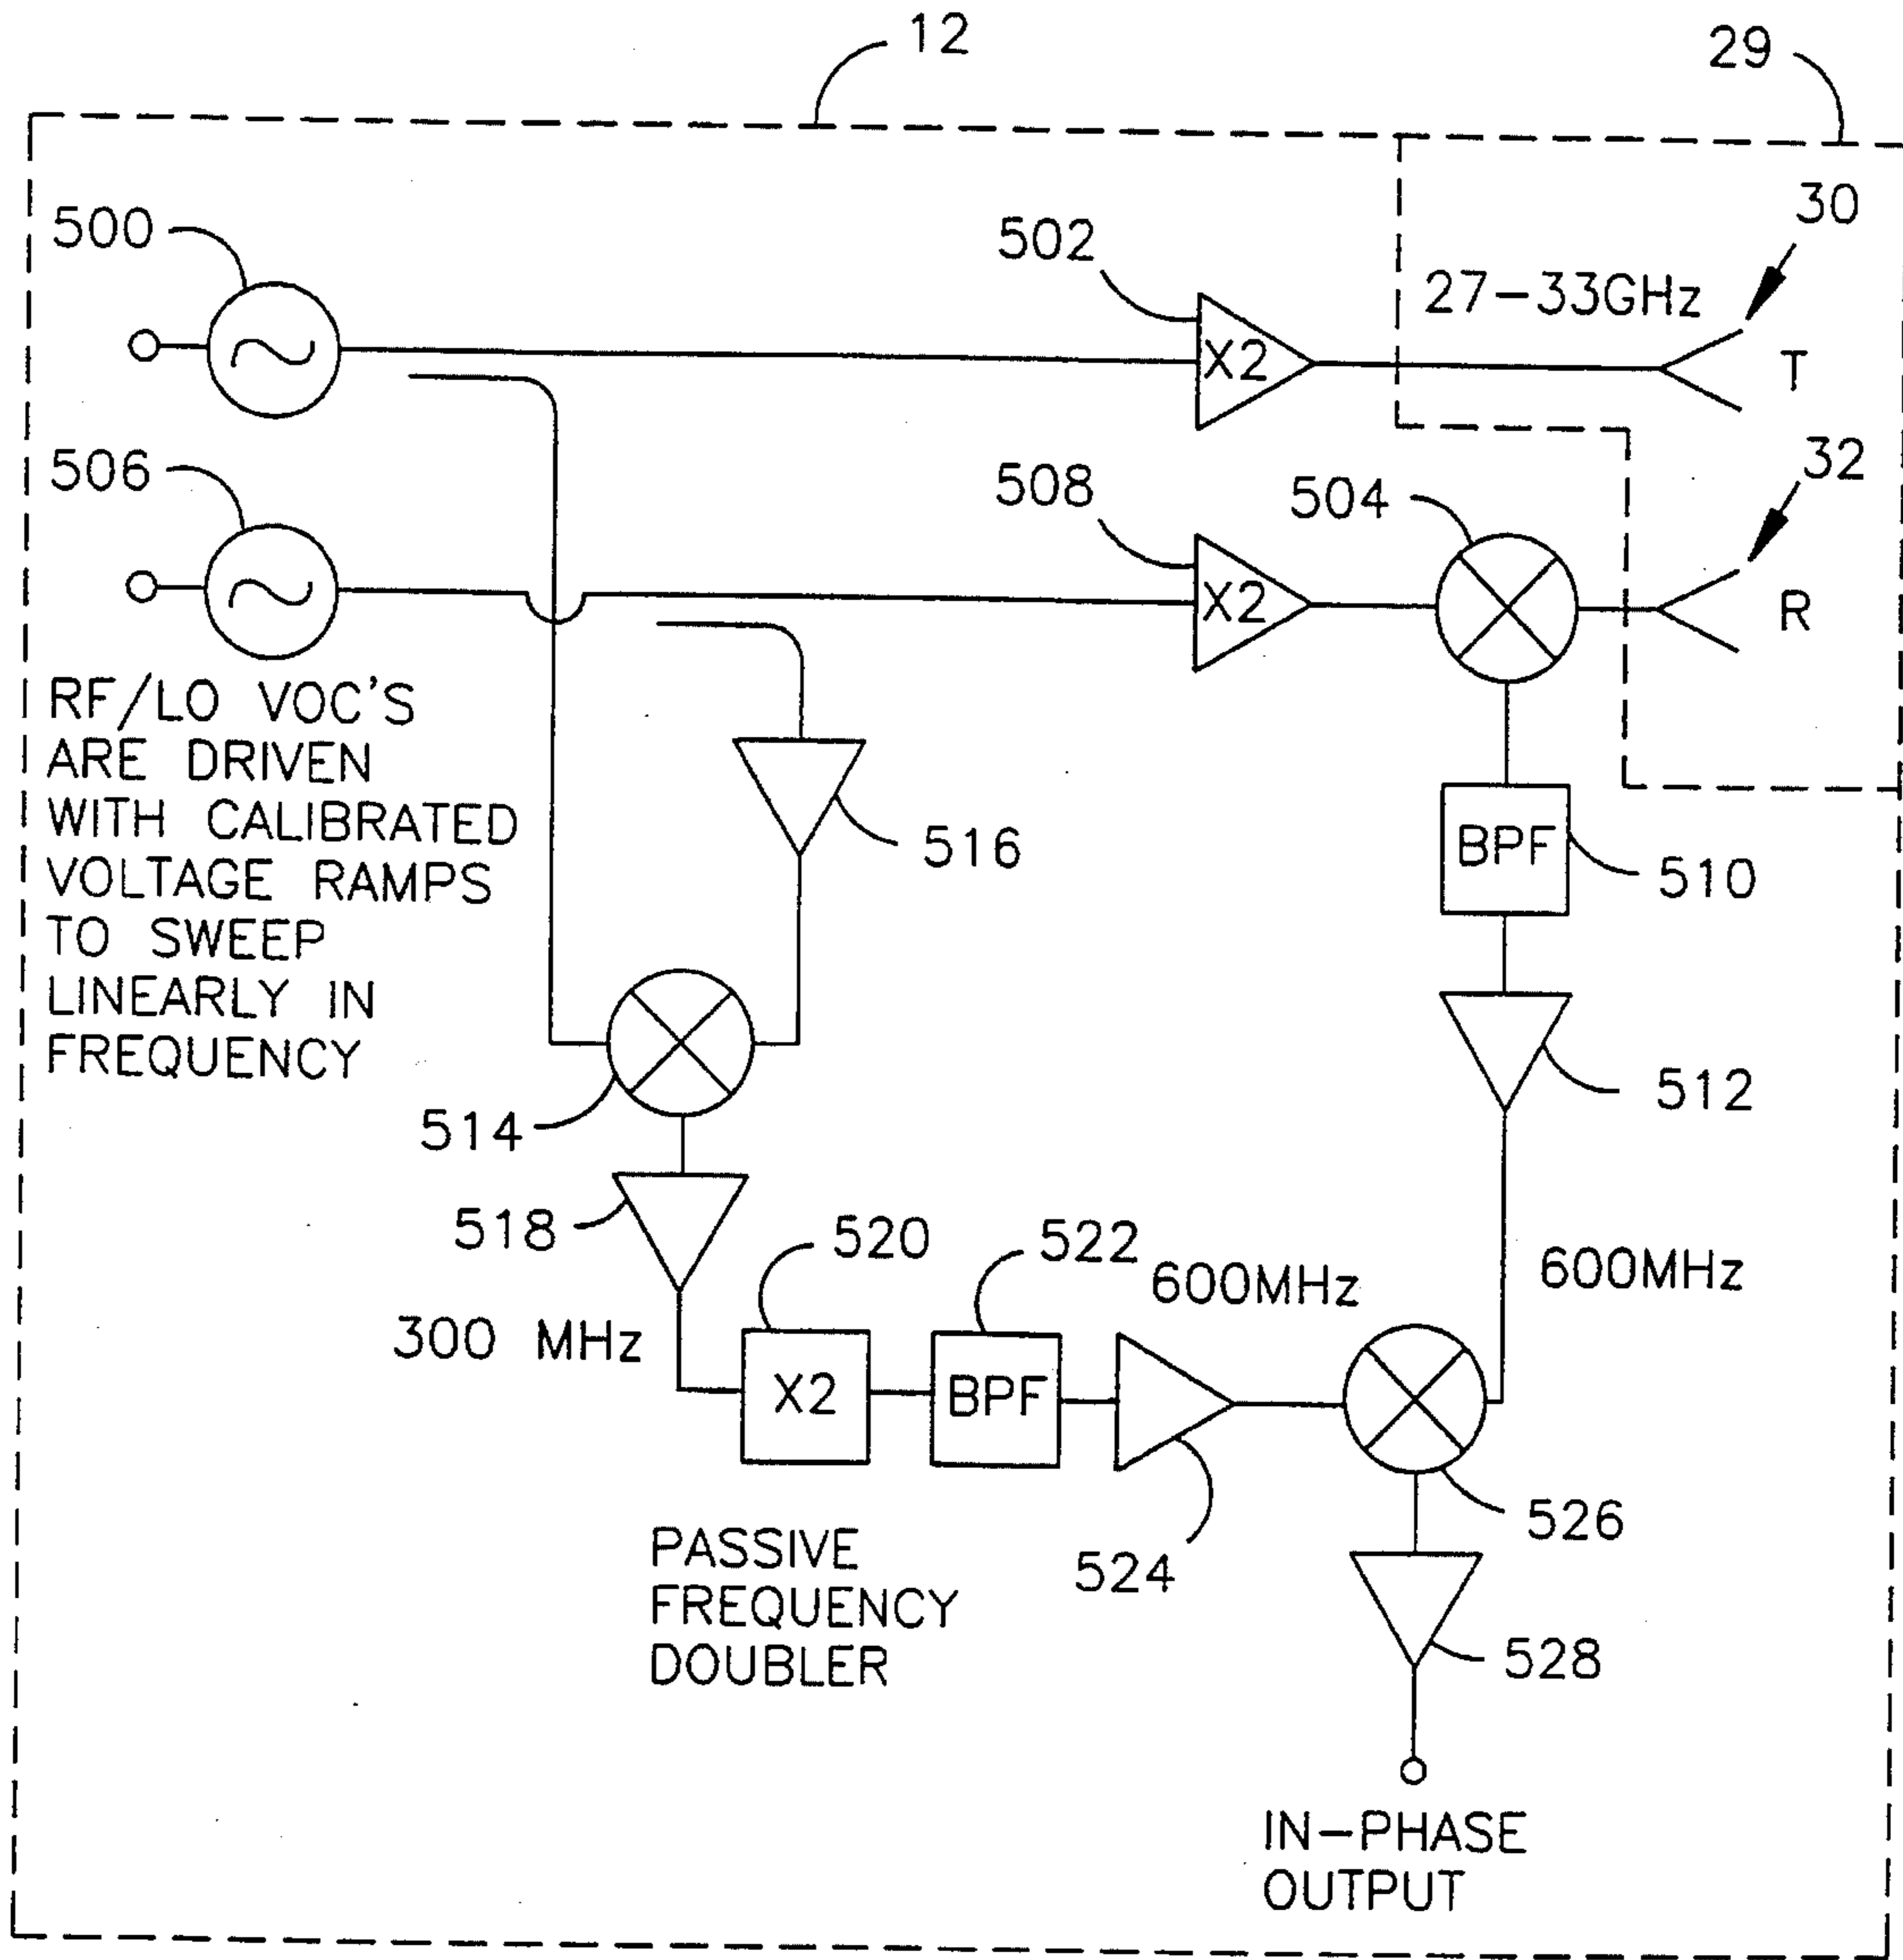 12
29
30
500
502
27-33GHz
X2
T
506
508
504
32
X2
R
RF/LO VOC'S
ARE DRIVEN
WITH CALIBRATED
VOLTAGE RAMPS
TO SWEEP
LINEARLY IN
FREQUENCY
516
BPF
510
514
512
518
520
522
600MHz
600MHz
300 MHz
X2
BPF
526
524
PASSIVE
FREQUENCY
DOUBLER
528
IN-PHASE
OUTPUT